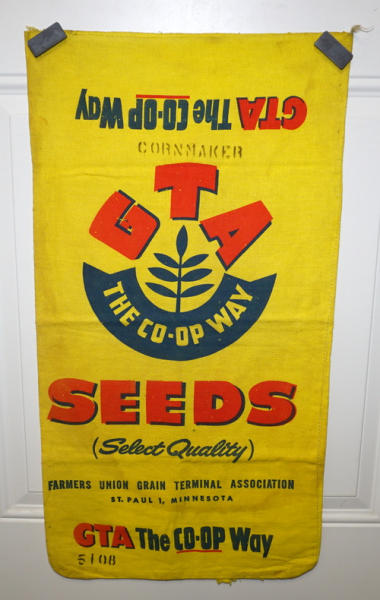 GTA The CO-OP Way
CORNMAKER
GTA
THE CO-OP WAY
SEEDS
(Select Quality)
FARMERS UNION GRAIN TERMINAL ASSOCIATION
ST. PAUL 1, MINNESOTA
GTA The CO-OP Way
5108